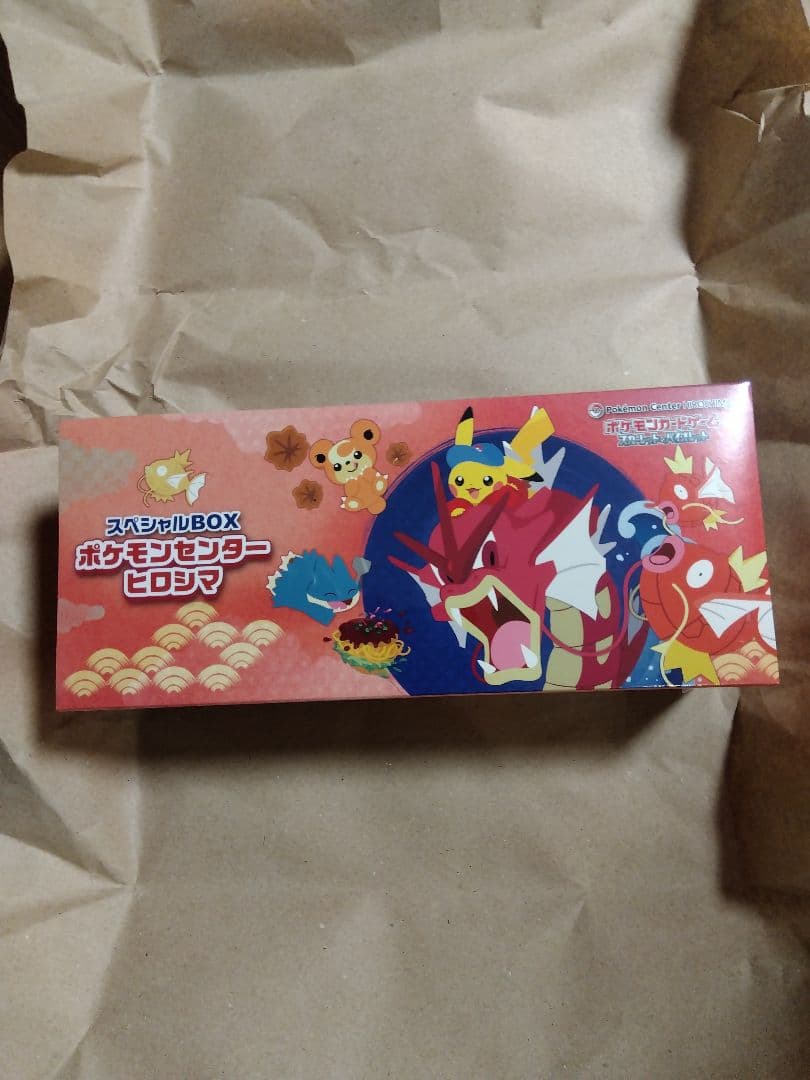 スペシャルBOX
ポケモンセンター
ヒロシマ
Pokémon Center HIROSHIMA
ポケモンカードゲーム
スカーレット&バイオレット